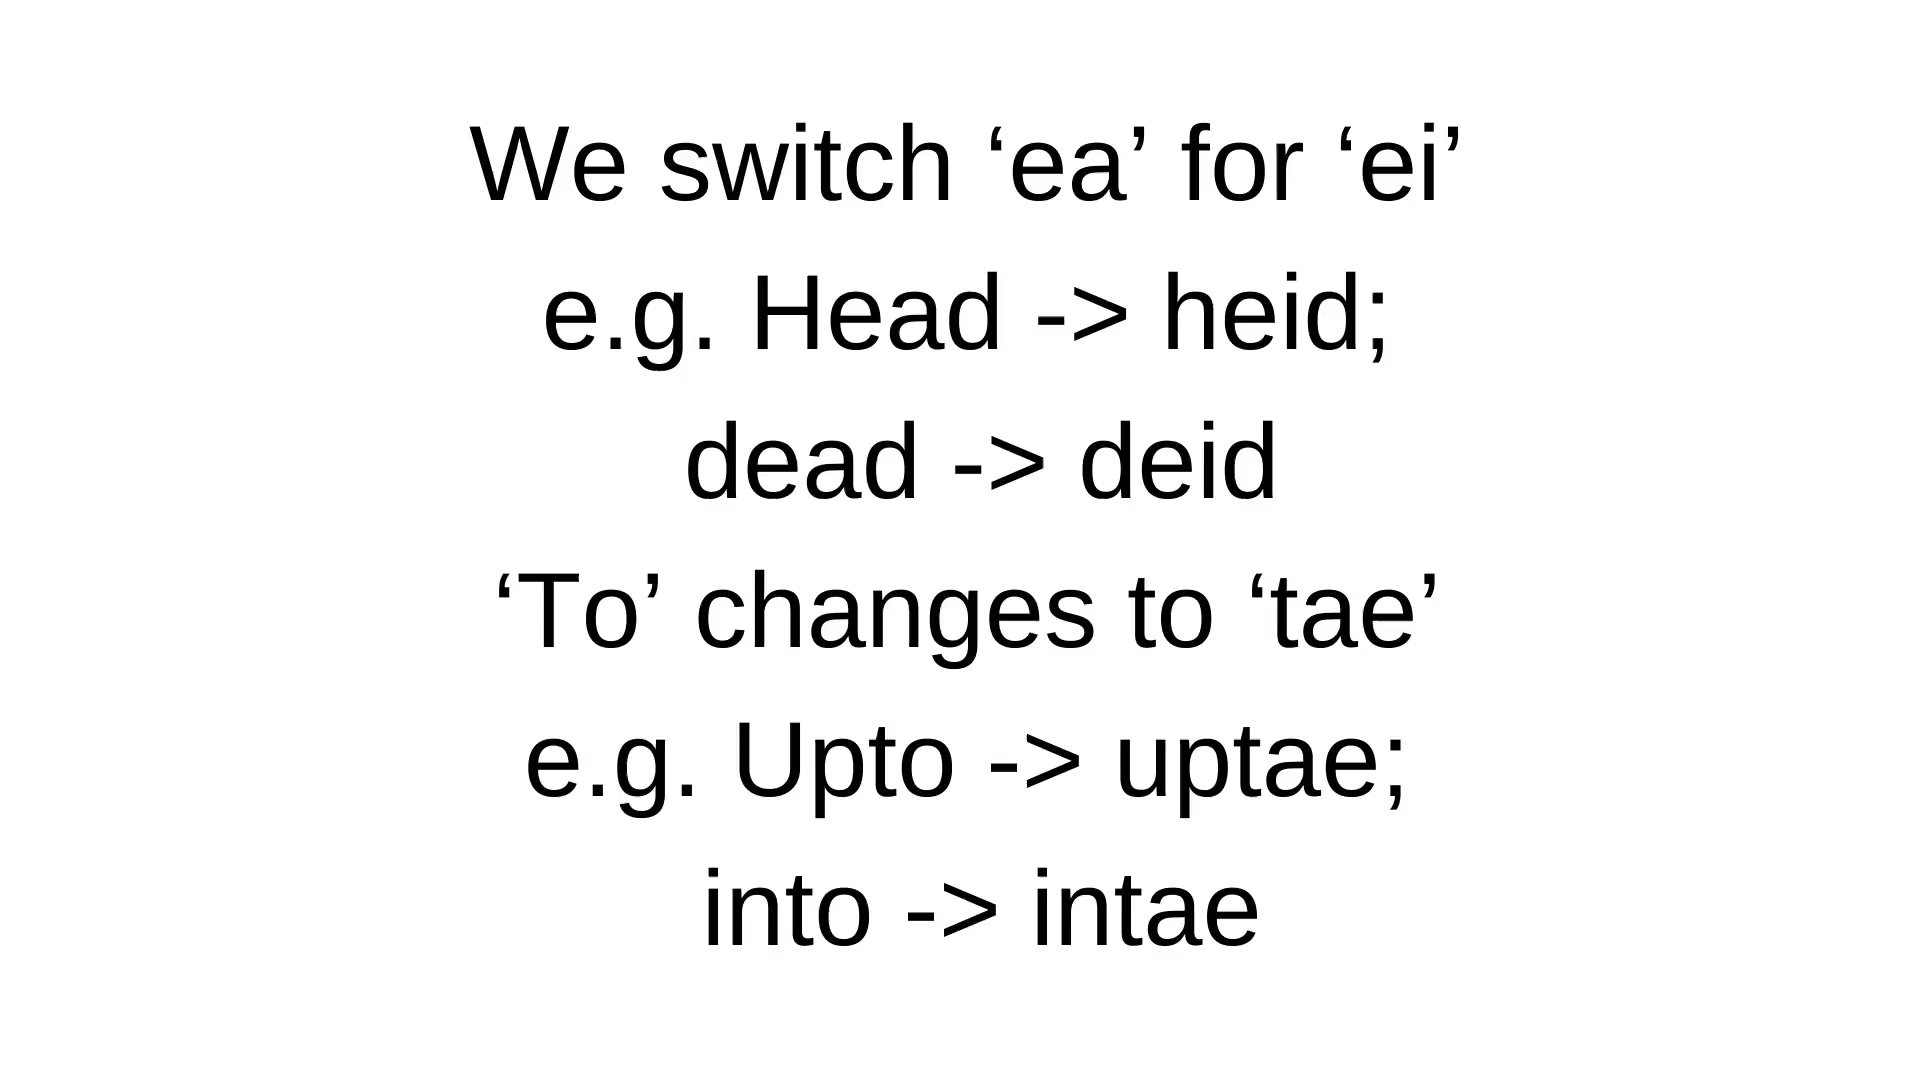 We switch ‘ea’ for ‘ei’
e.g. Head -> heid;
dead -> deid
‘To’ changes to ‘tae’
e.g. Upto -> uptae;
into -> intae